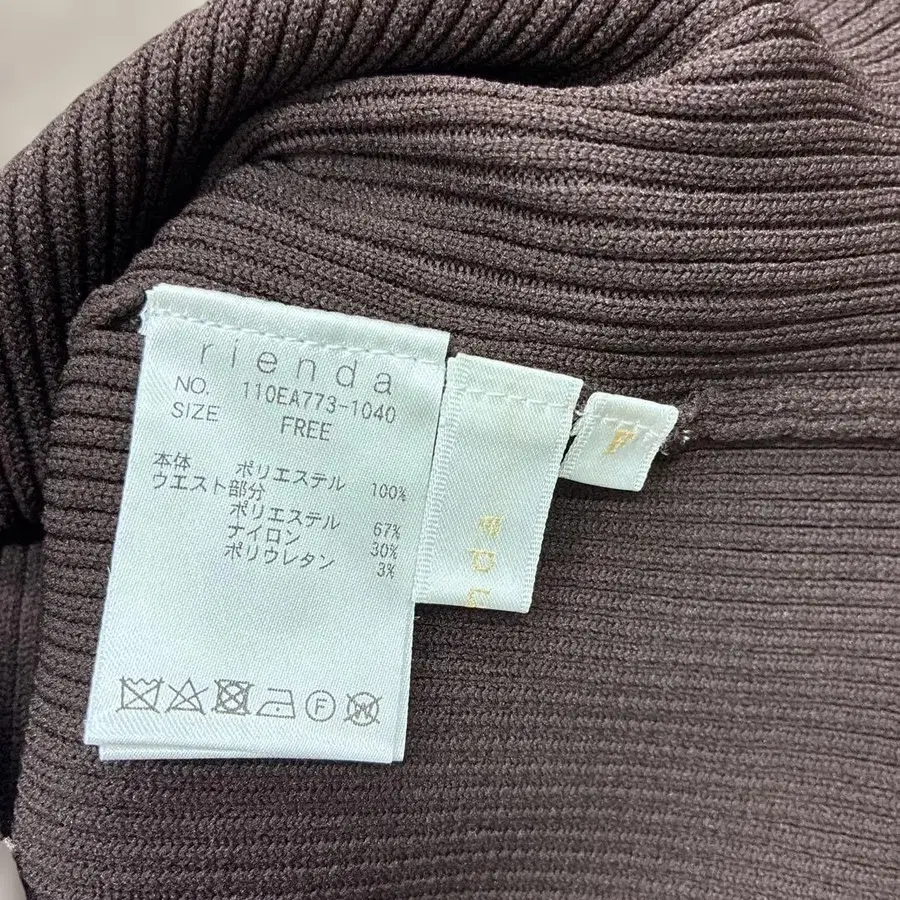 rienda
NO. 110EA773-1040
SIZE FREE
本体 ポリエステル 100%
ウエスト部分
ポリエステル 67%
ナイロン 30%
ポリウレタン 3%
F
W
F